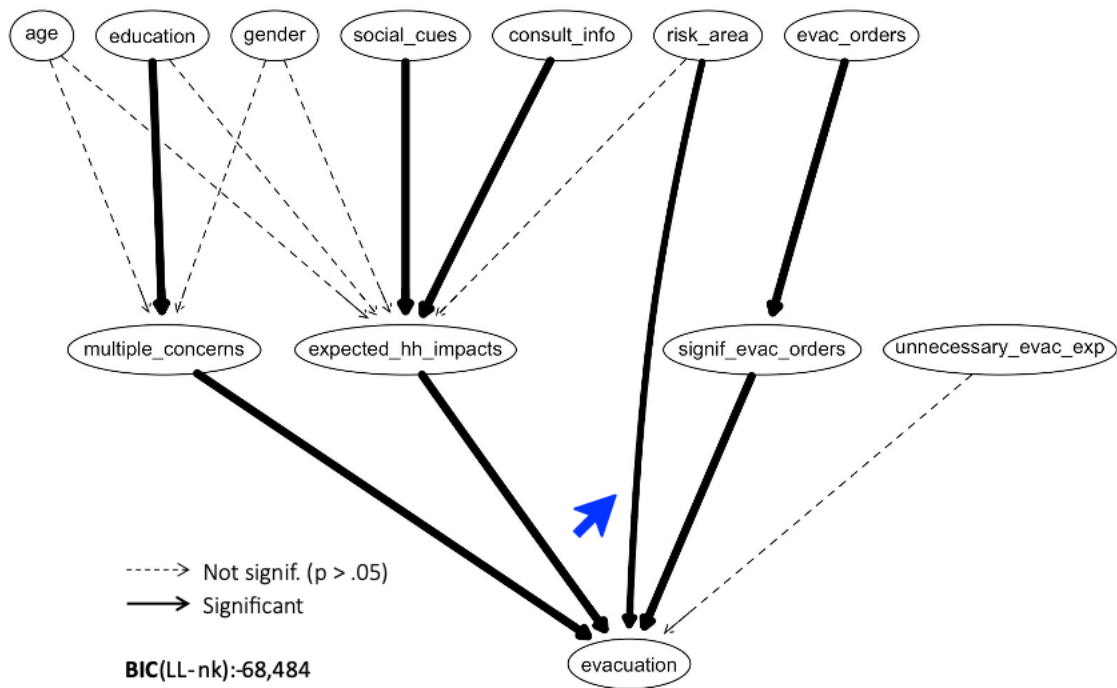 age education gender social_cues consult_info risk_area evac_orders
multiple_concerns expected_hh_impacts signif_evac_orders unnecessary_evac_exp
Not signif. (p > .05)
Significant
BIC(LL-nk):-68,484
evacuation